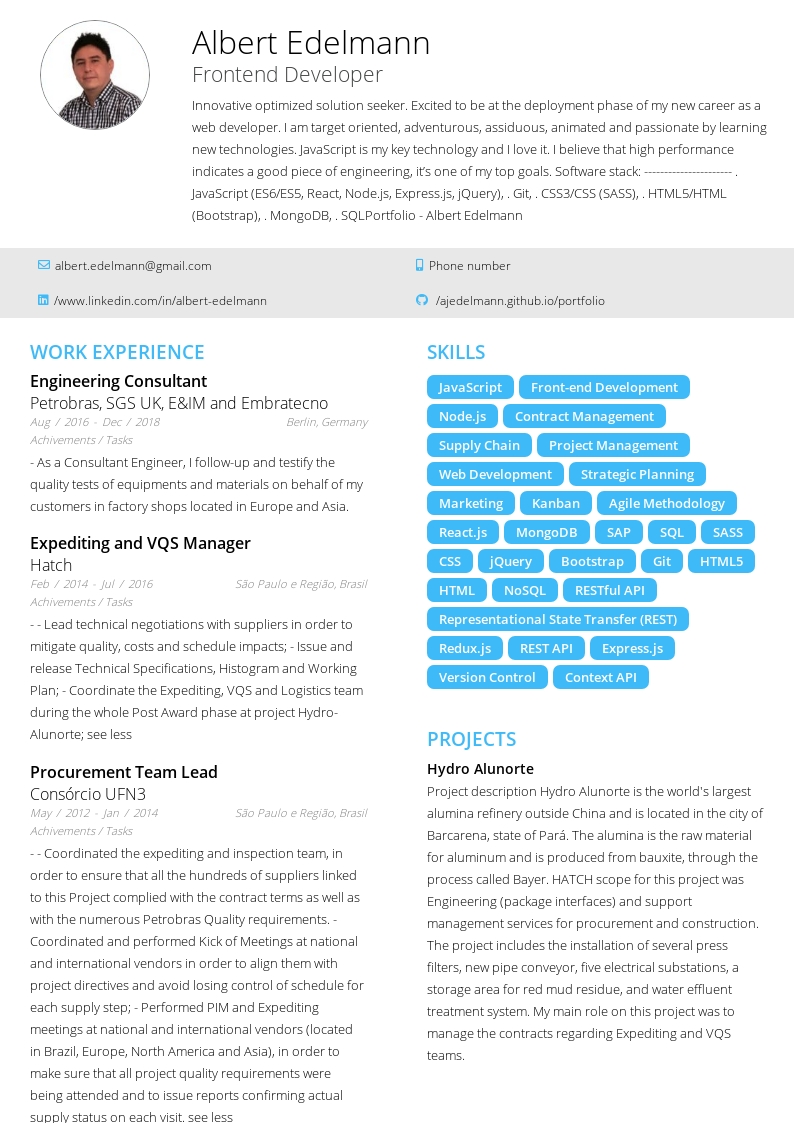 Albert Edelmann
Frontend Developer
Innovative optimized solution seeker. Excited to be at the deployment phase of my new career as a
web developer. I am target oriented, adventurous, assiduous, animated and passionate by learning
new technologies. JavaScript is my key technology and I love it. I believe that high performance
indicates a good piece of engineering, it’s one of my top goals. Software stack: ---------------------- .
JavaScript (ES6/ES5, React, Node.js, Express.js, jQuery), . Git, . CSS3/CSS (SASS), . HTML5/HTML
(Bootstrap), . MongoDB, . SQLPortfolio - Albert Edelmann
albert.edelmann@gmail.com
Phone number
/www.linkedin.com/in/albert-edelmann
/ajedelmann.github.io/portfolio
WORK EXPERIENCE
Engineering Consultant
Petrobras, SGS UK, E&IM and Embratecno
Aug / 2016 - Dec / 2018 Berlin, Germany
Achivements / Tasks
- As a Consultant Engineer, I follow-up and testify the
quality tests of equipments and materials on behalf of my
customers in factory shops located in Europe and Asia.
Expediting and VQS Manager
Hatch
Feb / 2014 - Jul / 2016 São Paulo e Região, Brasil
Achivements / Tasks
- - Lead technical negotiations with suppliers in order to
mitigate quality, costs and schedule impacts; - Issue and
release Technical Specifications, Histogram and Working
Plan; - Coordinate the Expediting, VQS and Logistics team
during the whole Post Award phase at project Hydro-
Alunorte; see less
Procurement Team Lead
Consórcio UFN3
May / 2012 - Jan / 2014 São Paulo e Região, Brasil
Achivements / Tasks
- - Coordinated the expediting and inspection team, in
order to ensure that all the hundreds of suppliers linked
to this Project complied with the contract terms as well as
with the numerous Petrobras Quality requirements. -
Coordinated and performed Kick of Meetings at national
and international vendors in order to align them with
project directives and avoid losing control of schedule for
each supply step; - Performed PIM and Expediting
meetings at national and international vendors (located
in Brazil, Europe, North America and Asia), in order to
make sure that all project quality requirements were
being attended and to issue reports confirming actual
supply status on each visit. see less
SKILLS
JavaScript Front-end Development
Node.js Contract Management
Supply Chain Project Management
Web Development Strategic Planning
Marketing Kanban Agile Methodology
React.js MongoDB SAP SQL SASS
CSS jQuery Bootstrap Git HTML5
HTML NoSQL RESTful API
Representational State Transfer (REST)
Redux.js REST API Express.js
Version Control Context API
PROJECTS
Hydro Alunorte
Project description Hydro Alunorte is the world's largest
alumina refinery outside China and is located in the city of
Barcarena, state of Pará. The alumina is the raw material
for aluminum and is produced from bauxite, through the
process called Bayer. HATCH scope for this project was
Engineering (package interfaces) and support
management services for procurement and construction.
The project includes the installation of several press
filters, new pipe conveyor, five electrical substations, a
storage area for red mud residue, and water effluent
treatment system. My main role on this project was to
manage the contracts regarding Expediting and VQS
teams.